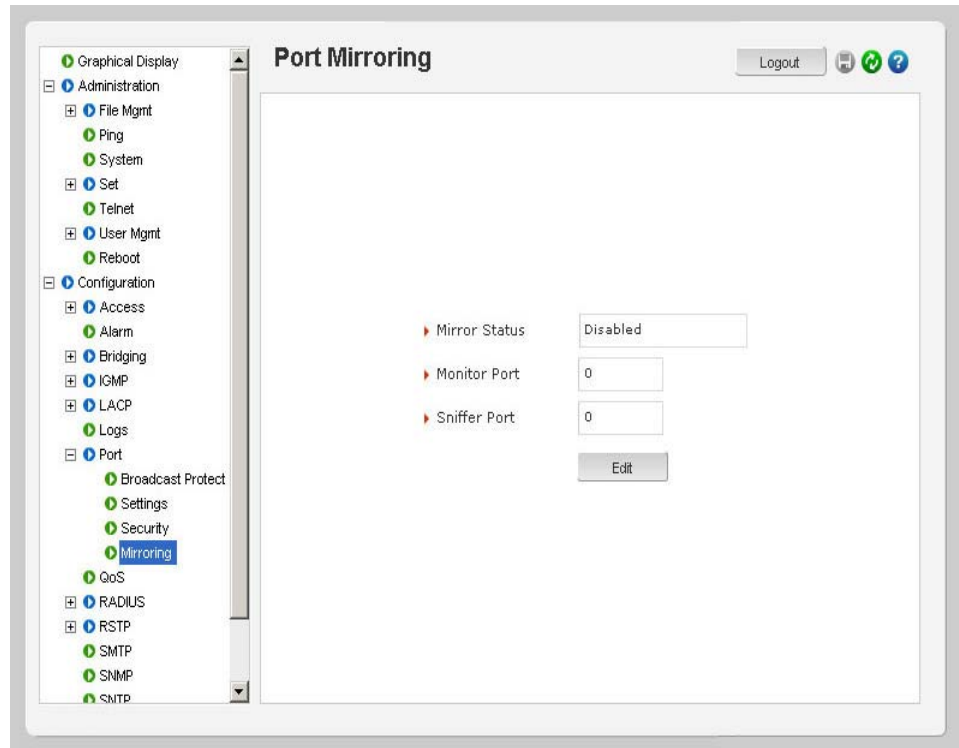 Graphical Display
Administration
File Mgmt
Ping
System
Set
Telnet
User Mgmt
Reboot
Configuration
Access
Alarm
Bridging
IGMP
LACP
Logs
Port
Broadcast Protect
Settings
Security
Mirroring
QoS
RADIUS
RSTP
SMTP
SNMP
SNTP
Port Mirroring
Logout
?
Mirror Status Disabled
Monitor Port 0
Sniffer Port 0
Edit